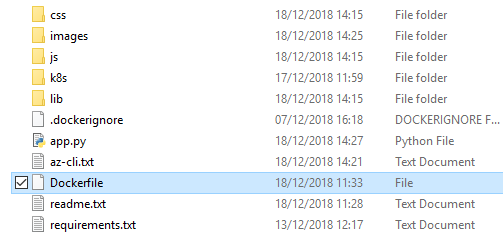 css 18/12/2018 14:15 File folder
images 18/12/2018 14:25 File folder
js 18/12/2018 14:15 File folder
k8s 17/12/2018 11:59 File folder
lib 18/12/2018 14:15 File folder
.dockerignore 07/12/2018 16:18 DOCKERIGNORE F...
app.py 18/12/2018 14:27 Python File
az-cli.txt 18/12/2018 14:21 Text Document
Dockerfile 18/12/2018 11:33 File
readme.txt 18/12/2018 11:28 Text Document
requirements.txt 13/12/2018 12:17 Text Document